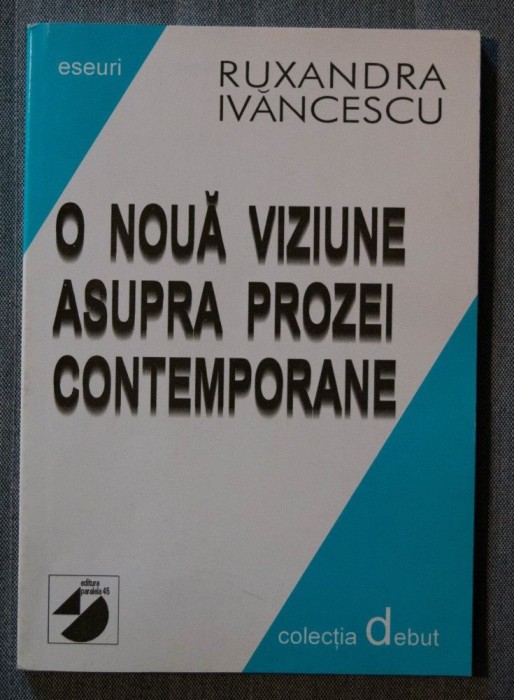 eseuri
RUXANDRA
IVĂNCESCU
O NOUĂ VIZIUNE
ASUPRA PROZEI
CONTEMPORANE
editura
paralela 45
colecția debut